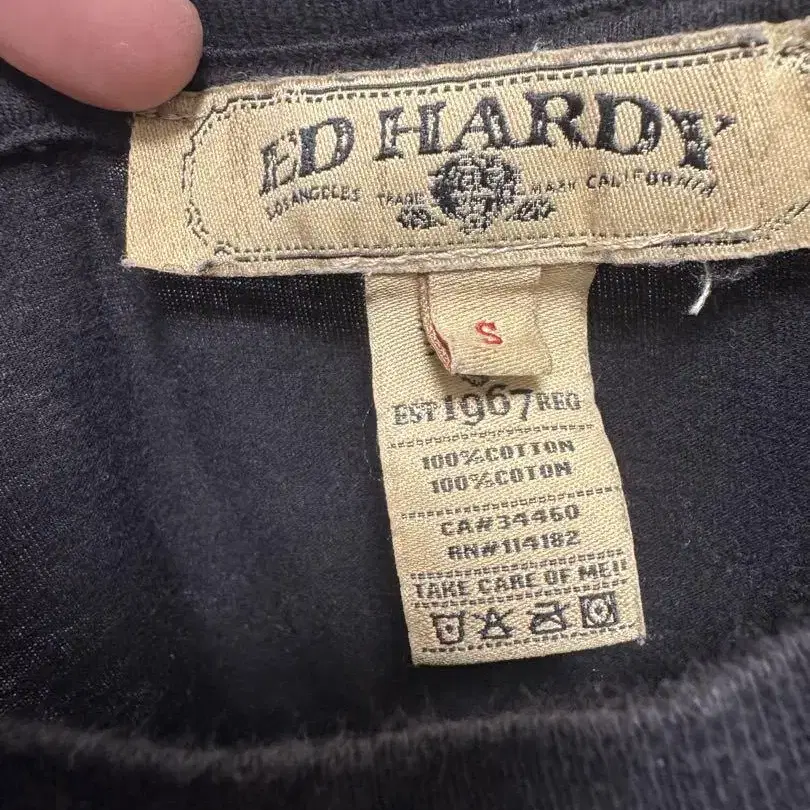 ED HARDY
LOS ANGELES TRADE MARK CALIFORNIA
S
EST 1967 REG
100%COTTON
100%COTON
CA#34460
RN#114182
TAKE CARE OF ME!!